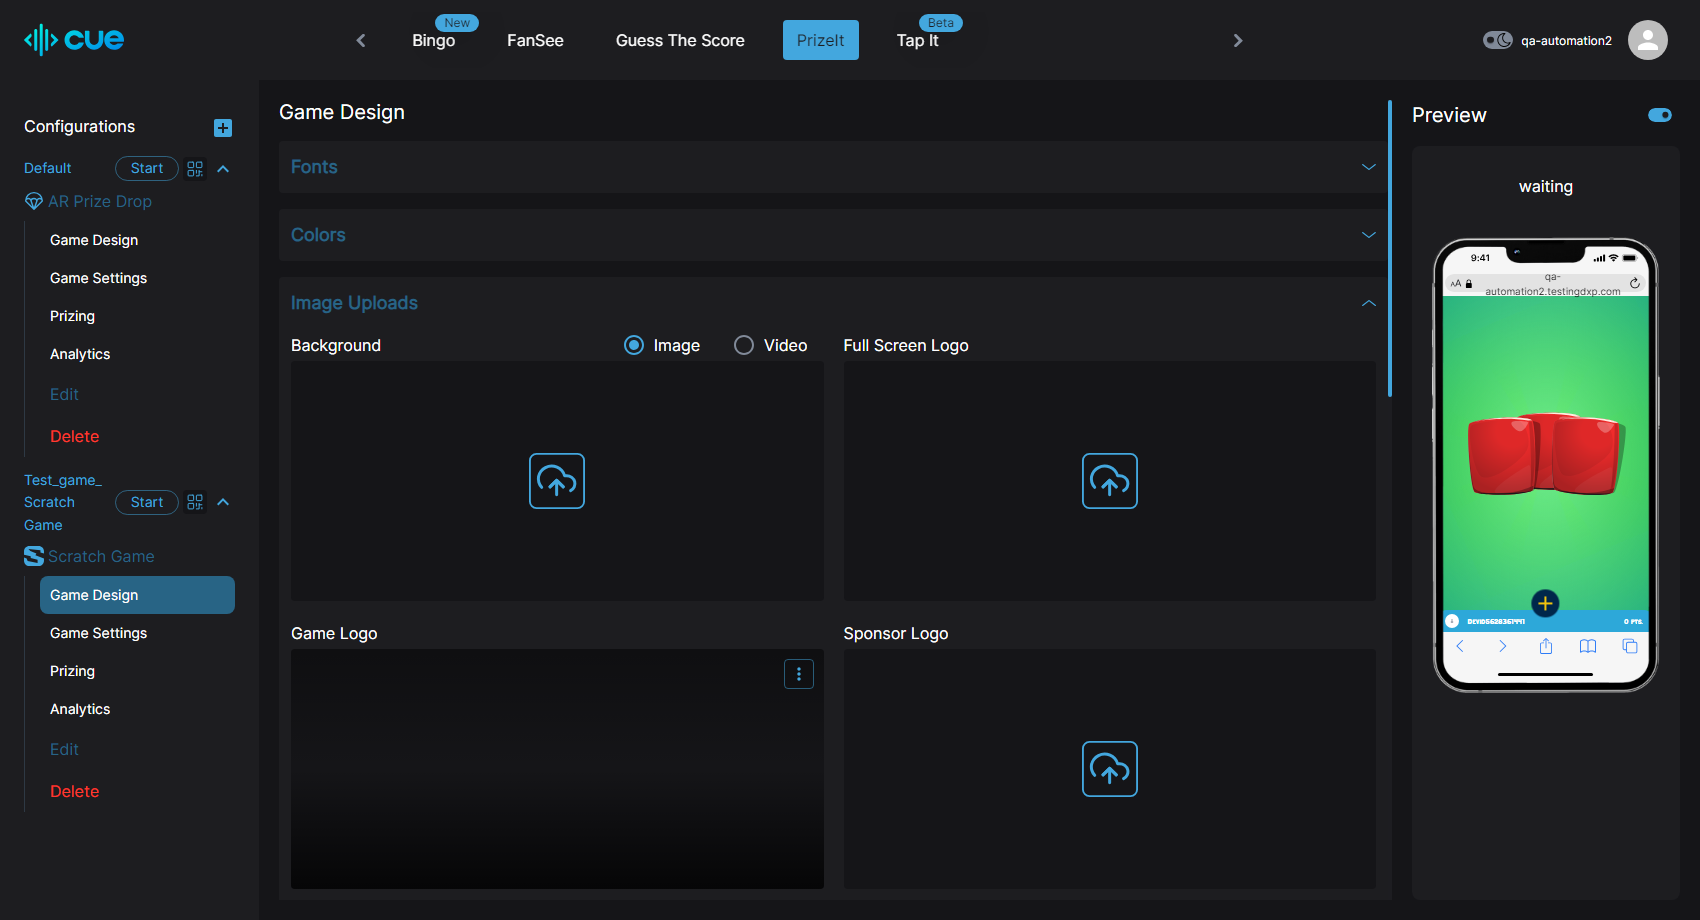 cue
New
Bingo
FanSee
Guess The Score
PrizeIt
Beta
Tap It
qa-automation2
Configurations
Default
Start
AR Prize Drop
Game Design
Game Settings
Prizing
Analytics
Edit
Delete
Test_game_
Scratch
Game
Start
Scratch Game
Game Design
Game Settings
Prizing
Analytics
Edit
Delete
Game Design
Fonts
Colors
Image Uploads
Background
Image
Video
Full Screen Logo
Game Logo
Sponsor Logo
Preview
waiting
9:41
AA
qa-
automation2.testingdxp.com
0 PTS.